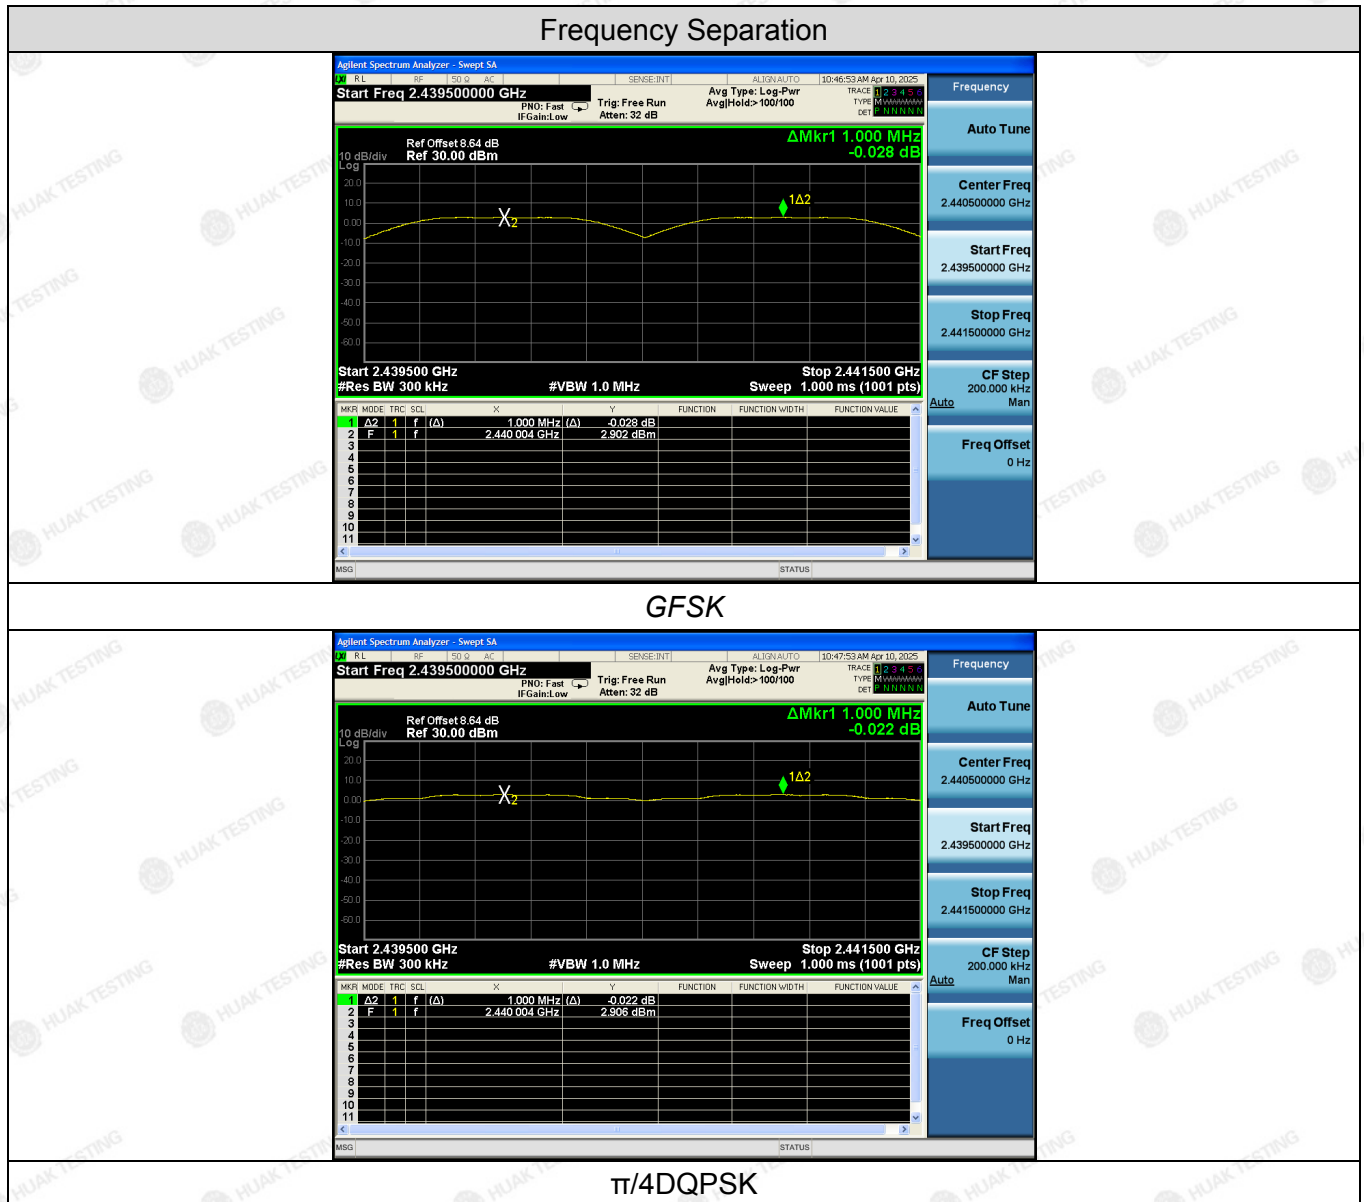 Frequency Separation
Agilent Spectrum Analyzer - Swept SA
LXI RL RF 50 Ω AC SENSE:INT ALIGNAUTO 10:46:53 AM Apr 10, 2025
Start Freq 2.439500000 GHz
PNO: Fast
IFGain:Low
Trig: Free Run
Atten: 32 dB
Avg Type: Log-Pwr
Avg|Hold:>100/100
TRACE 1 2 3 4 5 6
TYPE M WWWWW
DET P N N N N N
Ref Offset 8.64 dB
10 dB/div Ref 30.00 dBm
Log
ΔMkr1 1.000 MHz
-0.028 dB
20.0
10.0
0.00
-10.0
-20.0
-30.0
-40.0
-50.0
-60.0
X2
1Δ2
Start 2.439500 GHz Stop 2.441500 GHz
#Res BW 300 kHz #VBW 1.0 MHz Sweep 1.000 ms (1001 pts)
MKR MODE TRC SCL X Y FUNCTION FUNCTION WIDTH FUNCTION VALUE
1 Δ2 1 f (Δ) 1.000 MHz (Δ) -0.028 dB
2 F 1 f 2.440 004 GHz 2.902 dBm
3
4
5
6
7
8
9
10
11
MSG STATUS
Frequency
Auto Tune
Center Freq
2.440500000 GHz
Start Freq
2.439500000 GHz
Stop Freq
2.441500000 GHz
CF Step
200.000 kHz
Auto Man
Freq Offset
0 Hz
GFSK
Agilent Spectrum Analyzer - Swept SA
LXI RL RF 50 Ω AC SENSE:INT ALIGNAUTO 10:47:53 AM Apr 10, 2025
Start Freq 2.439500000 GHz
PNO: Fast
IFGain:Low
Trig: Free Run
Atten: 32 dB
Avg Type: Log-Pwr
Avg|Hold:>100/100
TRACE 1 2 3 4 5 6
TYPE M WWWWW
DET P N N N N N
Ref Offset 8.64 dB
10 dB/div Ref 30.00 dBm
Log
ΔMkr1 1.000 MHz
-0.022 dB
20.0
10.0
0.00
-10.0
-20.0
-30.0
-40.0
-50.0
-60.0
X2
1Δ2
Start 2.439500 GHz Stop 2.441500 GHz
#Res BW 300 kHz #VBW 1.0 MHz Sweep 1.000 ms (1001 pts)
MKR MODE TRC SCL X Y FUNCTION FUNCTION WIDTH FUNCTION VALUE
1 Δ2 1 f (Δ) 1.000 MHz (Δ) -0.022 dB
2 F 1 f 2.440 004 GHz 2.906 dBm
3
4
5
6
7
8
9
10
11
MSG STATUS
Frequency
Auto Tune
Center Freq
2.440500000 GHz
Start Freq
2.439500000 GHz
Stop Freq
2.441500000 GHz
CF Step
200.000 kHz
Auto Man
Freq Offset
0 Hz
π/4DQPSK
HUAK TESTING